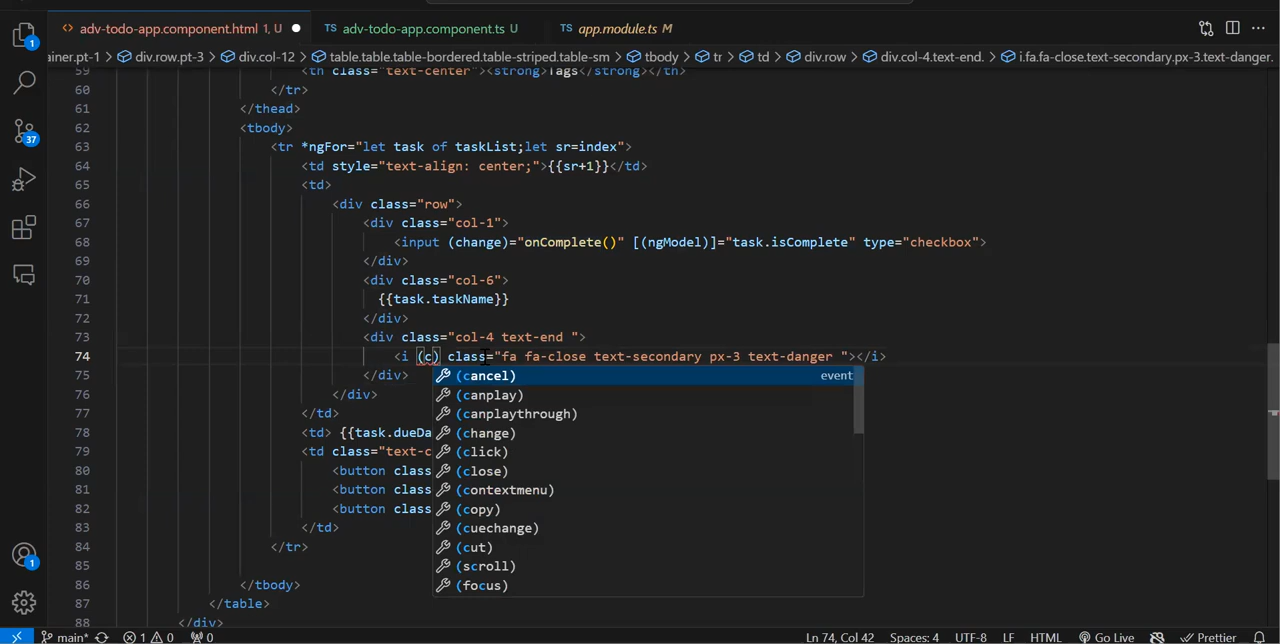 adv-todo-app.component.html 1, U
TS adv-todo-app.component.ts U
TS app.module.ts M
ainer.pt-1 > div.row.pt-3 > div.col-12 > table.table.table-bordered.table-striped.table-sm > tbody > tr > td > div.row > div.col-4.text-end. > i.fa.fa-close.text-secondary.px-3.text-danger.
59 <th class="text-center"><strong>Tags</strong></th>
60 </tr>
61 </thead>
62 <tbody>
63 <tr *ngFor="let task of taskList;let sr=index">
64 <td style="text-align: center;">{{sr+1}}</td>
65 <td>
66 <div class="row">
67 <div class="col-1">
68 <input (change)="onComplete()" [(ngModel)]="task.isComplete" type="checkbox">
69 </div>
70 <div class="col-6">
71 {{task.taskName}}
72 </div>
73 <div class="col-4 text-end ">
74 <i (c) class="fa fa-close text-secondary px-3 text-danger "></i>
75 </div>
(cancel) event
76 </div>
(canplay)
77 </td>
(canplaythrough)
78 <td> {{task.dueDa
(change)
79 <td class="text-c
(click)
80 <button class
(close)
81 <button class
(contextmenu)
82 <button class
(copy)
83 </td>
(cuechange)
84 </tr>
(cut)
85
(scroll)
86 </tbody>
(focus)
87 </table>
88 </div>
1
37
1
main* 1 0 0 Ln 74, Col 42 Spaces: 4 UTF-8 LF HTML Go Live Prettier